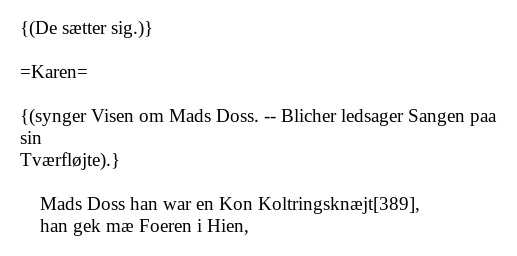 {(De sætter sig.)}
=Karen=
{(synger Visen om Mads Doss. -- Blicher ledsager Sangen paa
sin
Tværfløjte).}
Mads Doss han war en Kon Koltringsknæjt[389],
han gek mæ Foeren i Hien,